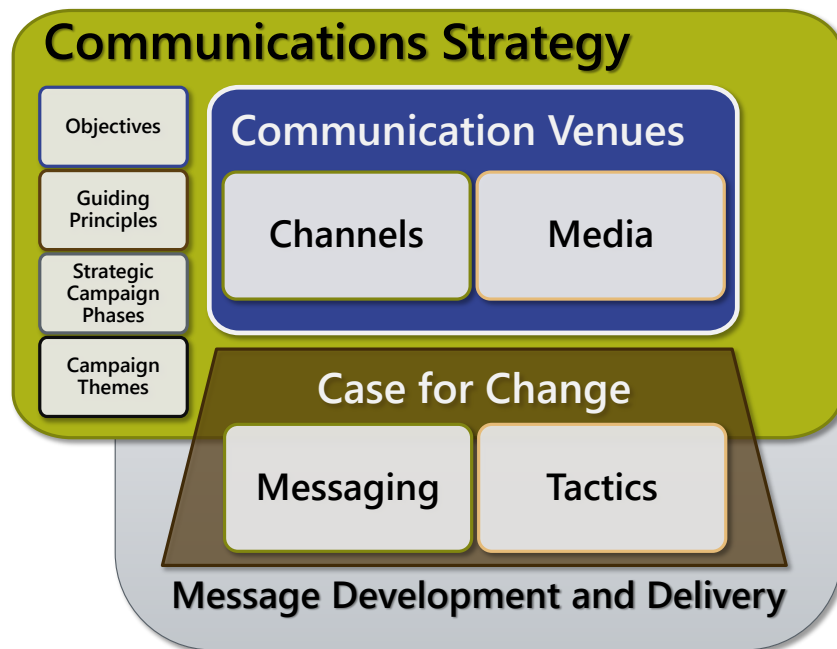 Communications Strategy
Objectives
Guiding
Principles
Strategic
Campaign
Phases
Campaign
Themes
Communication Venues
Channels
Media
Case for Change
Messaging
Tactics
Message Development and Delivery